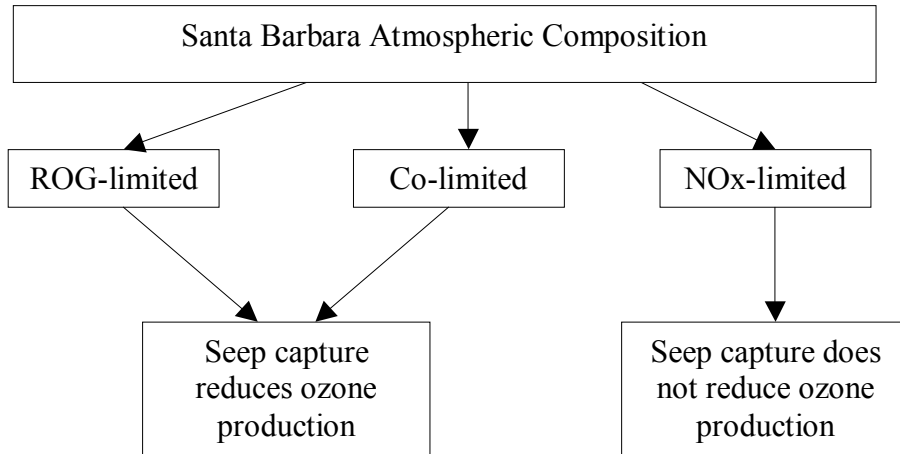 Santa Barbara Atmospheric Composition
ROG-limited
Co-limited
NOx-limited
Seep capture
reduces ozone
production
Seep capture does
not reduce ozone
production